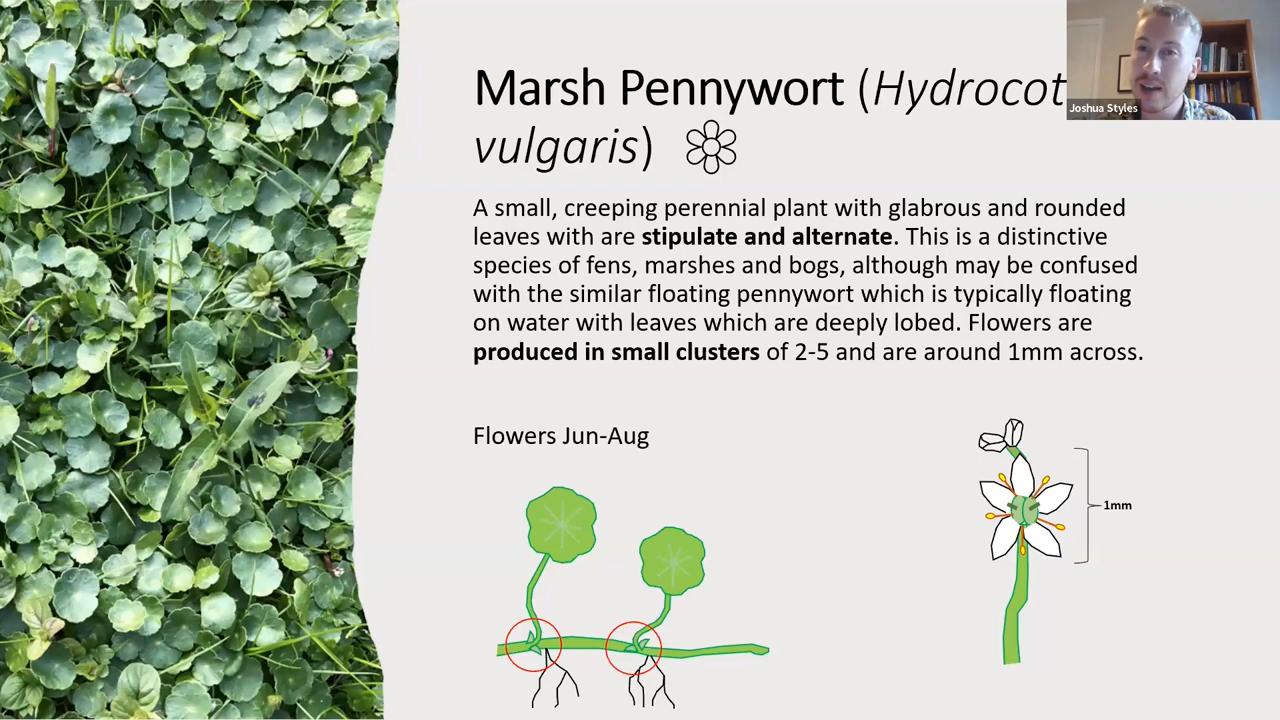 Marsh Pennywort (Hydrocot
vulgaris)
Joshua Styles
A small, creeping perennial plant with glabrous and rounded
leaves with are stipulate and alternate. This is a distinctive
species of fens, marshes and bogs, although may be confused
with the similar floating pennywort which is typically floating
on water with leaves which are deeply lobed. Flowers are
produced in small clusters of 2-5 and are around 1mm across.
Flowers Jun-Aug
1mm